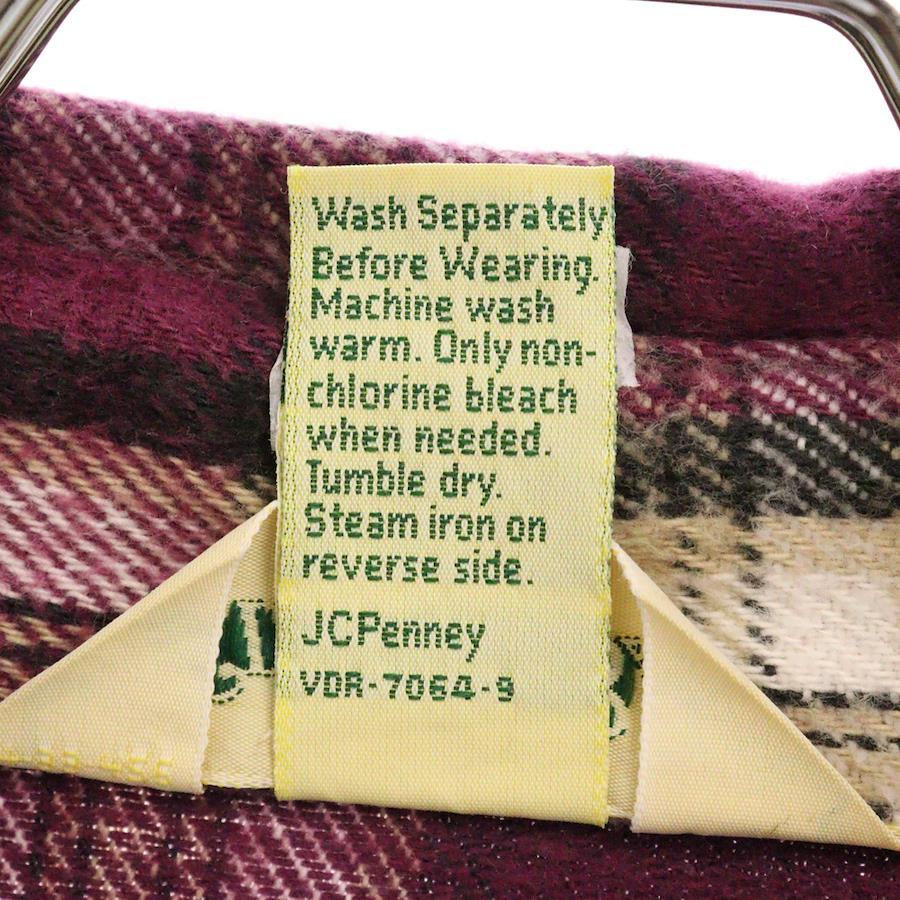 Wash Separately
Before Wearing.
Machine wash
warm. Only non-
chlorine bleach
when needed.
Tumble dry.
Steam iron on
reverse side.
JCPenney
VDR-7064-9